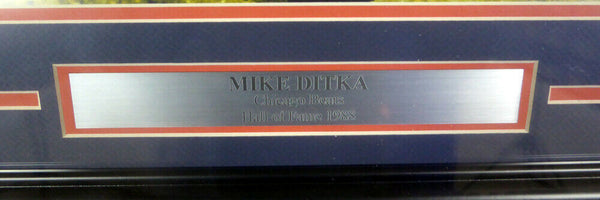 MIKE DITKA
Chicago Bears
Hall of Fame 1988